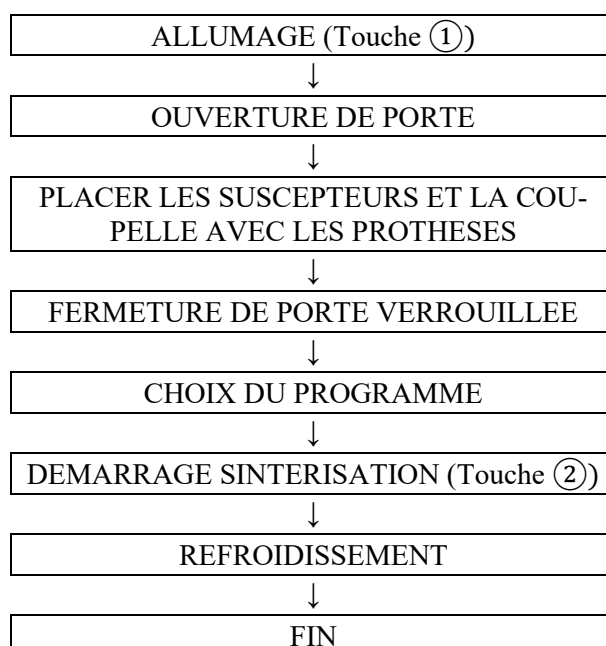 ALLUMAGE (Touche ①)
↓
OUVERTURE DE PORTE
↓
PLACER LES SUSCEPTEURS ET LA COU-
PELLE AVEC LES PROTHESES
↓
FERMETURE DE PORTE VERROUILLEE
↓
CHOIX DU PROGRAMME
↓
DEMARRAGE SINTERISATION (Touche ②)
↓
REFROIDISSEMENT
↓
FIN